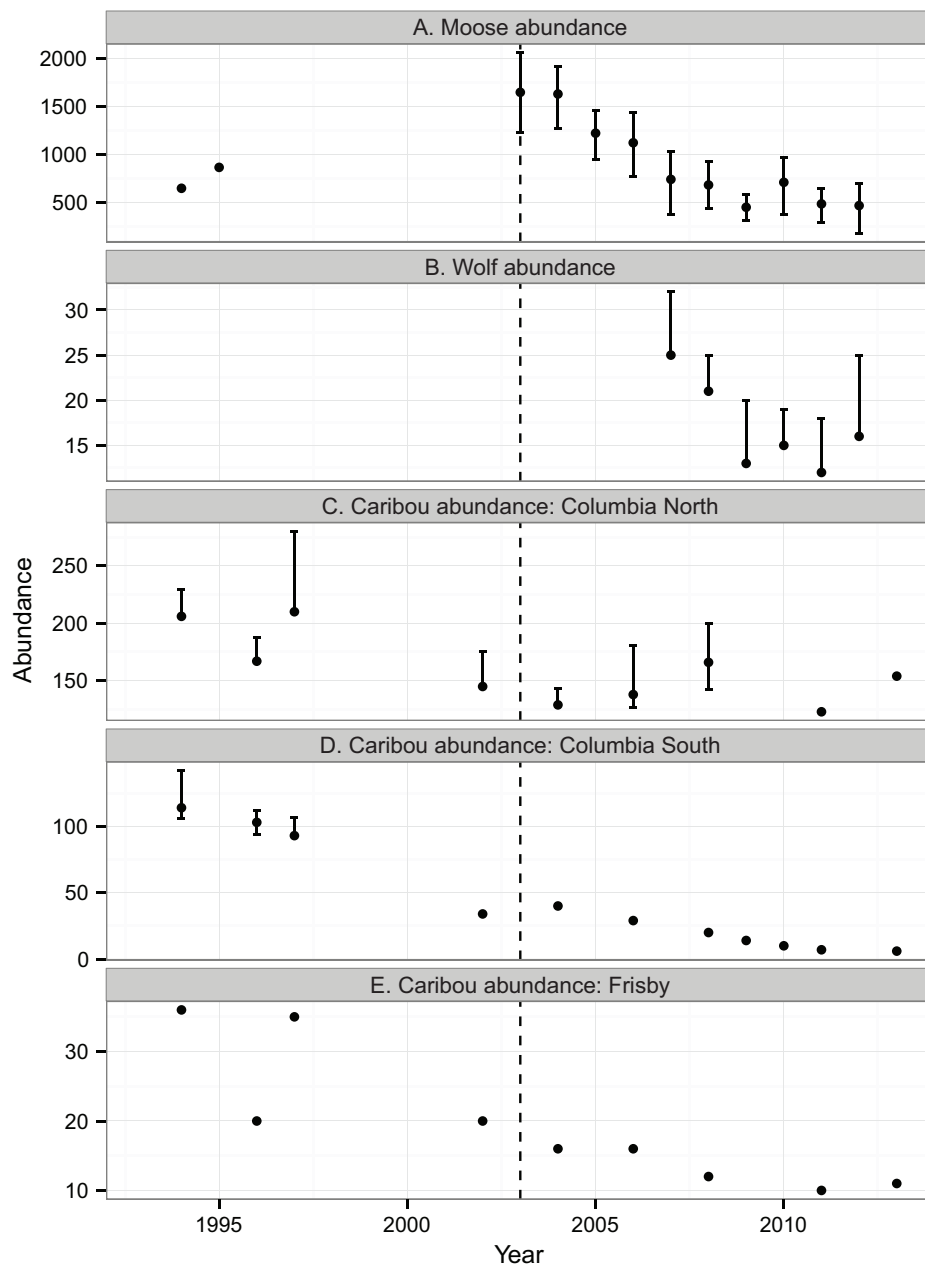 A. Moose abundance
2000
1500
1000
500
B. Wolf abundance
30
25
20
15
C. Caribou abundance: Columbia North
250
200
150
D. Caribou abundance: Columbia South
100
50
0
E. Caribou abundance: Frisby
30
20
10
Abundance
1995 2000 2005 2010
Year